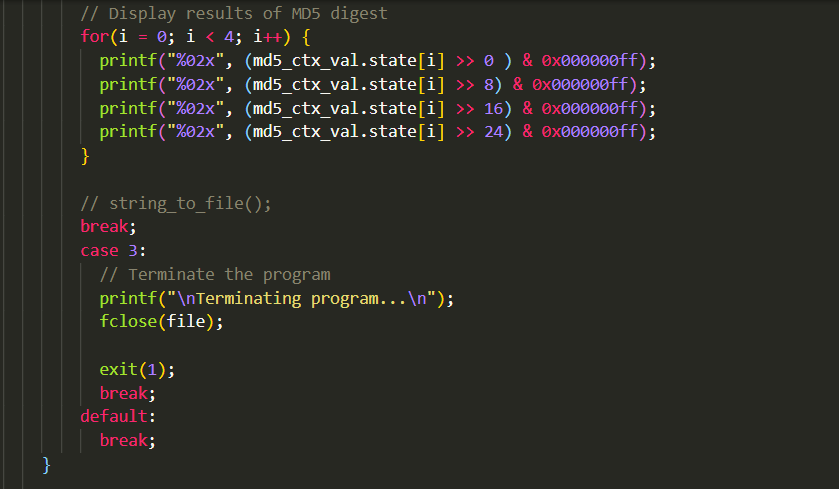 // Display results of MD5 digest
for(i = 0; i < 4; i++) {
printf("%02x", (md5_ctx_val.state[i] >> 0 ) & 0x000000ff);
printf("%02x", (md5_ctx_val.state[i] >> 8) & 0x000000ff);
printf("%02x", (md5_ctx_val.state[i] >> 16) & 0x000000ff);
printf("%02x", (md5_ctx_val.state[i] >> 24) & 0x000000ff);
}
// string_to_file();
break;
case 3:
// Terminate the program
printf("\nTerminating program...\n");
fclose(file);
exit(1);
break;
default:
break;
}